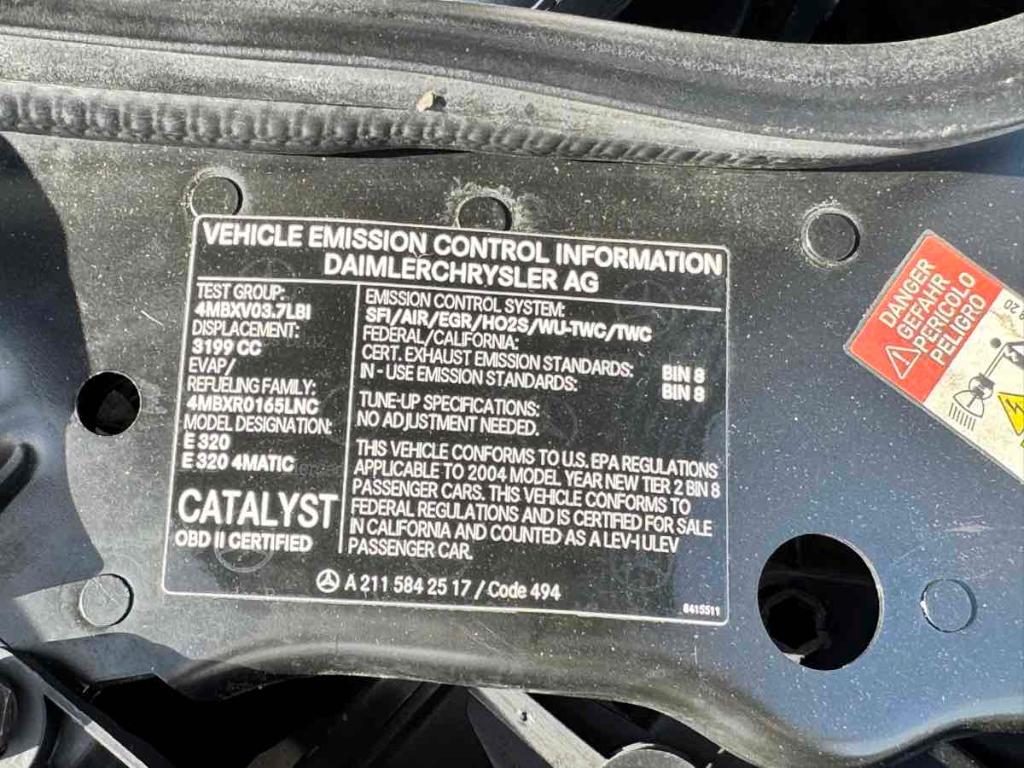 VEHICLE EMISSION CONTROL INFORMATION
DAIMLERCHRYSLER AG
TEST GROUP:
4MBXV03.7LBI
DISPLACEMENT:
3199 CC
EVAP/
REFUELING FAMILY:
4MBXR0165LNC
MODEL DESIGNATION:
E 320
E 320 4MATIC
CATALYST
OBD II CERTIFIED
EMISSION CONTROL SYSTEM:
SFI/AIR/EGR/HO2S/WU-TWC/TWC
FEDERAL/CALIFORNIA:
CERT. EXHAUST EMISSION STANDARDS: BIN 8
IN - USE EMISSION STANDARDS: BIN 8
TUNE-UP SPECIFICATIONS:
NO ADJUSTMENT NEEDED.
THIS VEHICLE CONFORMS TO U.S. EPA REGULATIONS
APPLICABLE TO 2004 MODEL YEAR NEW TIER 2 BIN 8
PASSENGER CARS. THIS VEHICLE CONFORMS TO
FEDERAL REGULATIONS AND IS CERTIFIED FOR SALE
IN CALIFORNIA AND COUNTED AS A LEV-I ULEV
PASSENGER CAR.
A 211 584 25 17 / Code 494
8415511
DANGER
GEFAHR
PERICOLO
PELIGRO